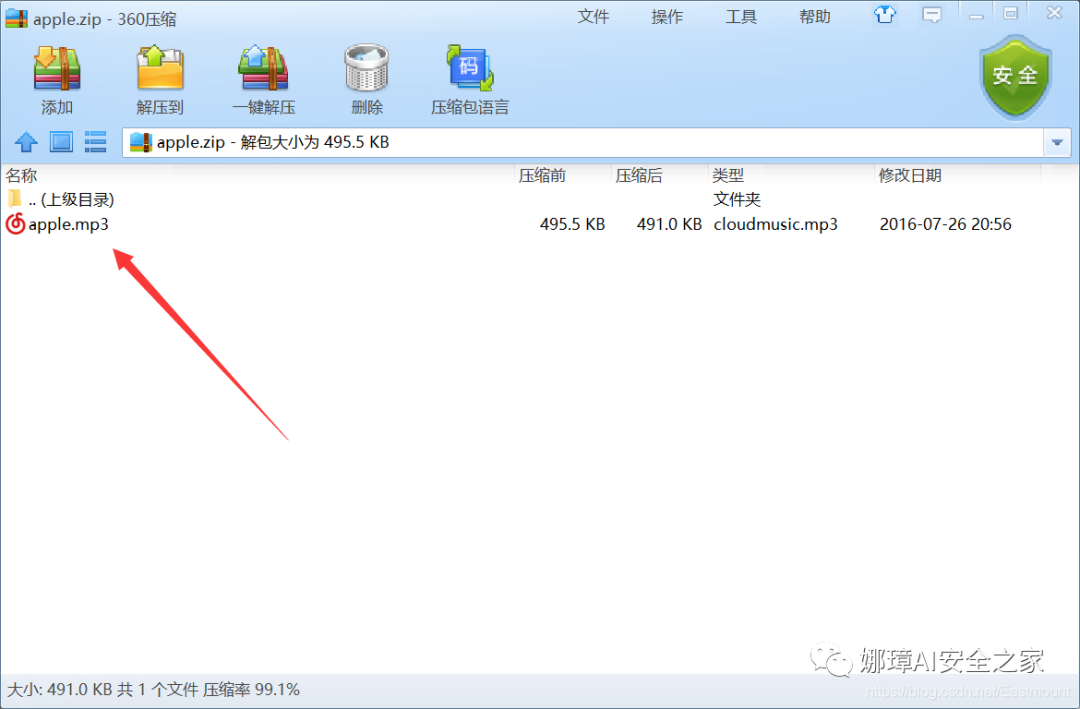 apple.zip - 360压缩
文件 操作 工具 帮助
添加 解压到 一键解压 删除 压缩包语言
码
安全
apple.zip - 解包大小为 495.5 KB
名称 压缩前 压缩后 类型 修改日期
.. (上级目录) 文件夹
apple.mp3 495.5 KB 491.0 KB cloudmusic.mp3 2016-07-26 20:56
娜璋AI安全之家
大小: 491.0 KB 共 1 个文件 压缩率 99.1%
https://blog.csdn.net/Eastmount